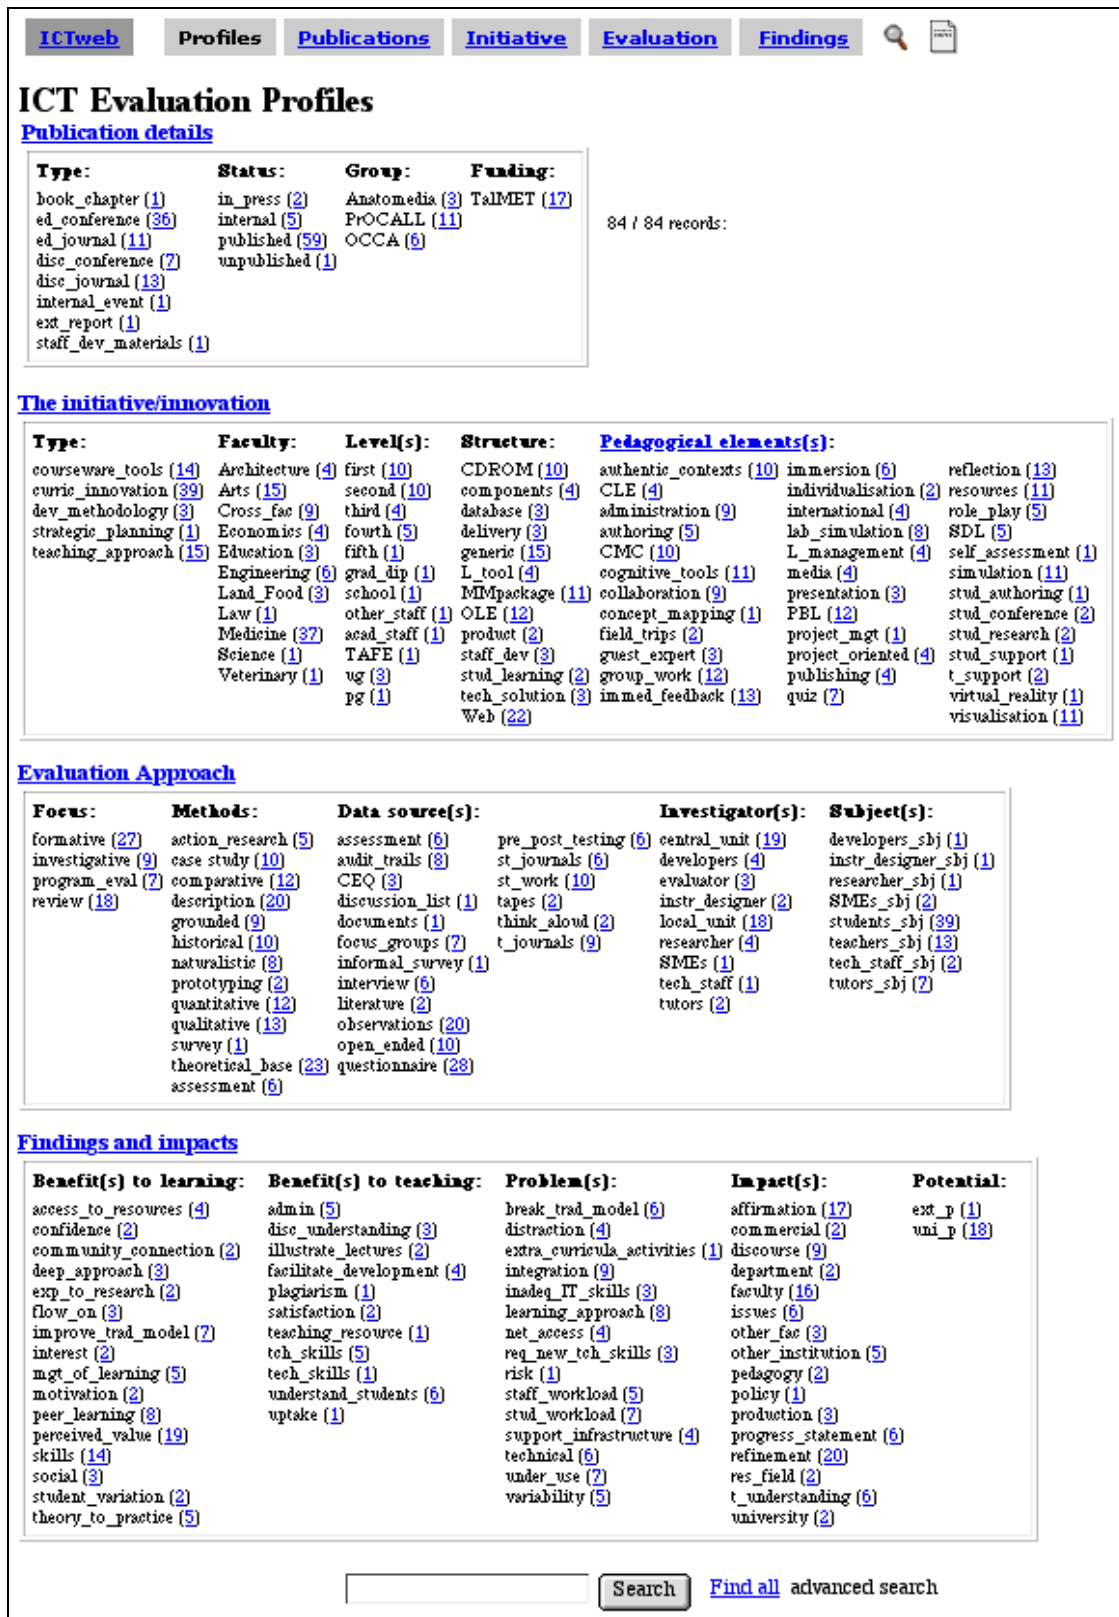 ICTweb Profiles Publications Initiative Evaluation Findings
ICT Evaluation Profiles
Publication details
Type: Status: Group: Funding:
book_chapter (1) in_press (2) Anatomedia (3) TalMET (17)
ed_conference (36) internal (5) PrOCALL (11) 84 / 84 records:
ed_journal (11) published (59) OCCA (6)
disc_conference (7) unpublished (1)
disc_journal (13)
internal_event (1)
ext_report (1)
staff_dev_materials (1)
The initiative/innovation
Type: Faculty: Level(s): Structure: Pedagogical elements(s):
courseware_tools (14) Architecture (4) first (10) CDROM (10) authentic_contexts (10) immersion (6) reflection (13)
curric_innovation (39) Arts (15) second (10) components (4) CLE (4) individualisation (2) resources (11)
dev_methodology (3) Cross_fac (9) third (4) database (3) administration (9) international (4) role_play (5)
strategic_planning (1) Economics (4) fourth (5) delivery (3) authoring (5) lab_simulation (8) SDL (5)
teaching_approach (15) Education (3) fifth (1) generic (15) CMC (10) L_management (4) self_assessment (1)
Engineering (6) grad_dip (1) L_tool (4) cognitive_tools (11) media (4) simulation (11)
Land_Food (3) school (1) MMpackage (11) collaboration (9) presentation (3) stud_authoring (1)
Law (1) other_staff (1) OLE (12) concept_mapping (1) PBL (12) stud_conference (2)
Medicine (37) acad_staff (1) product (2) field_trips (2) project_mgt (1) stud_research (2)
Science (1) TAFE (1) staff_dev (3) guest_expert (3) project_oriented (4) stud_support (1)
Veterinary (1) ug (3) stud_learning (2) group_work (12) publishing (4) t_support (2)
pg (1) tech_solution (3) immed_feedback (13) quiz (7) virtual_reality (1)
Web (22) visualisation (11)
Evaluation Approach
Focus: Methods: Data source(s): Investigator(s): Subject(s):
formative (27) action_research (5) assessment (6) pre_post_testing (6) central_unit (19) developers_sbj (1)
investigative (9) case study (10) audit_trails (8) st_journals (6) developers (4) instr_designer_sbj (1)
program_eval (7) comparative (12) CEQ (3) st_work (10) evaluator (3) researcher_sbj (1)
review (18) description (20) discussion_list (1) tapes (2) instr_designer (2) SMEs_sbj (2)
grounded (9) documents (1) think_aloud (2) local_unit (18) students_sbj (39)
historical (10) focus_groups (7) t_journals (9) researcher (4) teachers_sbj (13)
naturalistic (8) informal_survey (1) SMEs (1) tech_staff_sbj (2)
prototyping (2) interview (6) tech_staff (1) tutors_sbj (7)
quantitative (12) literature (2) tutors (2)
qualitative (13) observations (20)
survey (1) open_ended (10)
theoretical_base (23) questionnaire (28)
assessment (6)
Findings and impacts
Benefit(s) to learning: Benefit(s) to teaching: Problem(s): Impact(s): Potential:
access_to_resources (4) admin (5) break_trad_model (6) affirmation (17) ext_p (1)
confidence (2) disc_understanding (3) distraction (4) commercial (2) uni_p (18)
community_connection (2) illustrate_lectures (2) extra_curricula_activities (1) discourse (9)
deep_approach (3) facilitate_development (4) integration (9) department (2)
exp_to_research (2) plagiarism (1) inadeq_IT_skills (3) faculty (16)
flow_on (3) satisfaction (2) learning_approach (8) issues (6)
improve_trad_model (7) teaching_resource (1) net_access (4) other_fac (3)
interest (2) tch_skills (5) req_new_tch_skills (3) other_institution (5)
mgt_of_learning (5) tech_skills (1) risk (1) pedagogy (2)
motivation (2) understand_students (6) staff_workload (5) policy (1)
peer_learning (8) uptake (1) stud_workload (7) production (3)
perceived_value (19) support_infrastructure (4) progress_statement (6)
skills (14) technical (6) refinement (20)
social (3) under_use (7) res_field (2)
student_variation (2) variability (5) t_understanding (6)
theory_to_practice (5) university (2)
Search Find all advanced search